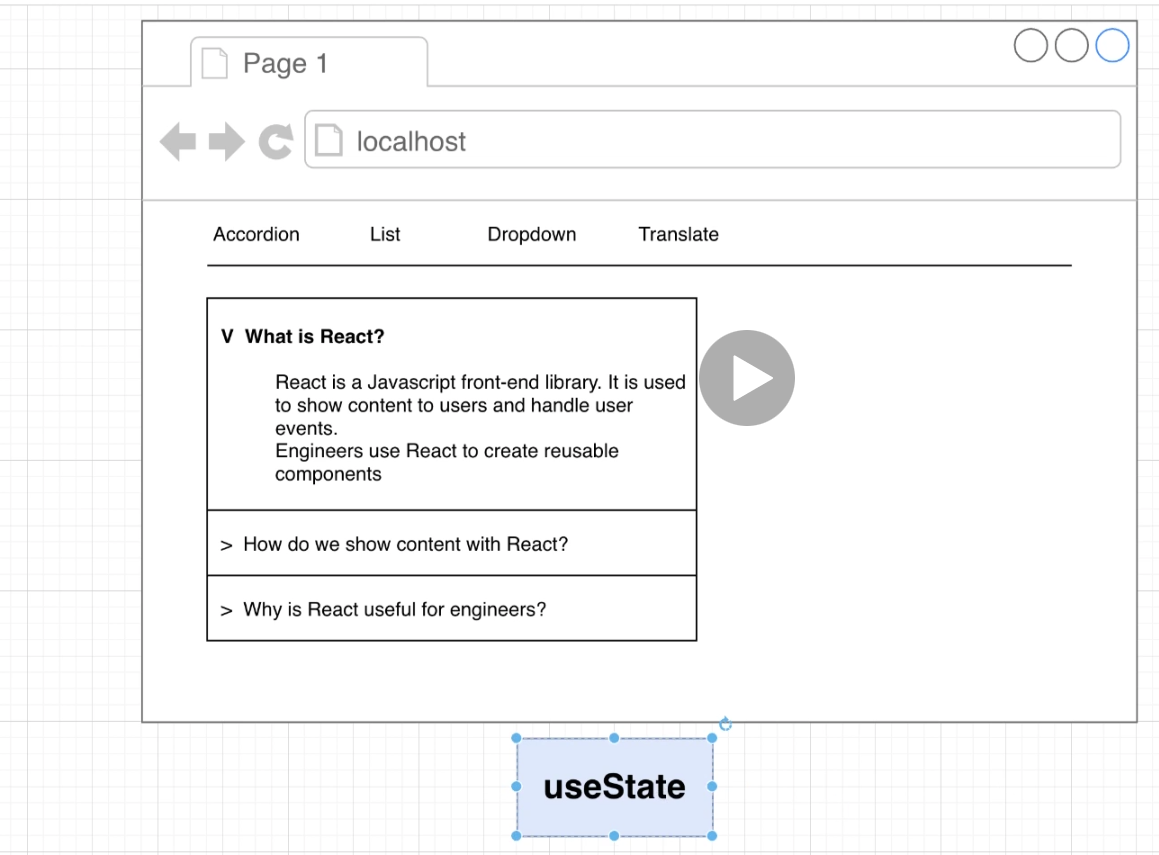 Page 1
localhost
Accordion List Dropdown Translate
V What is React?
React is a Javascript front-end library. It is used
to show content to users and handle user
events.
Engineers use React to create reusable
components
> How do we show content with React?
> Why is React useful for engineers?
useState